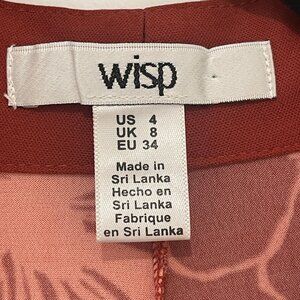 wisp
US 4
UK 8
EU 34
Made in
Sri Lanka
Hecho en
Sri Lanka
Fabrique
en Sri Lanka